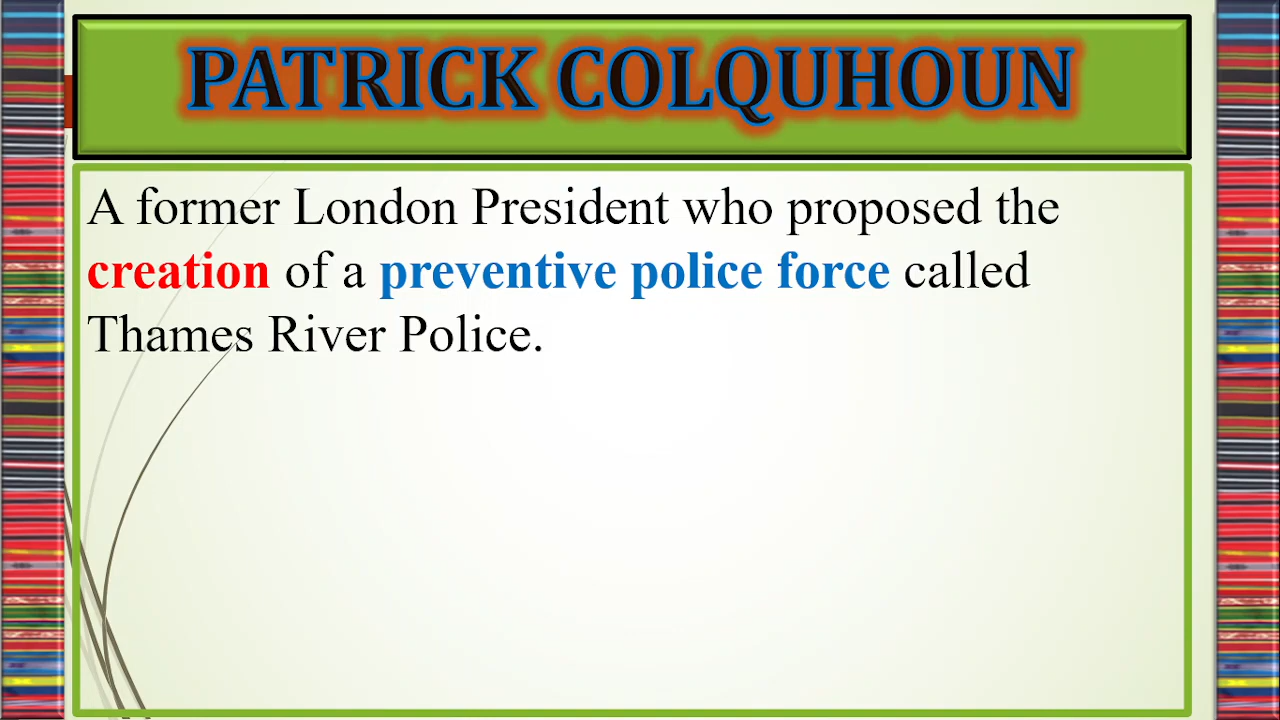 PATRICK COLQUHOUN
A former London President who proposed the
creation of a preventive police force called
Thames River Police.